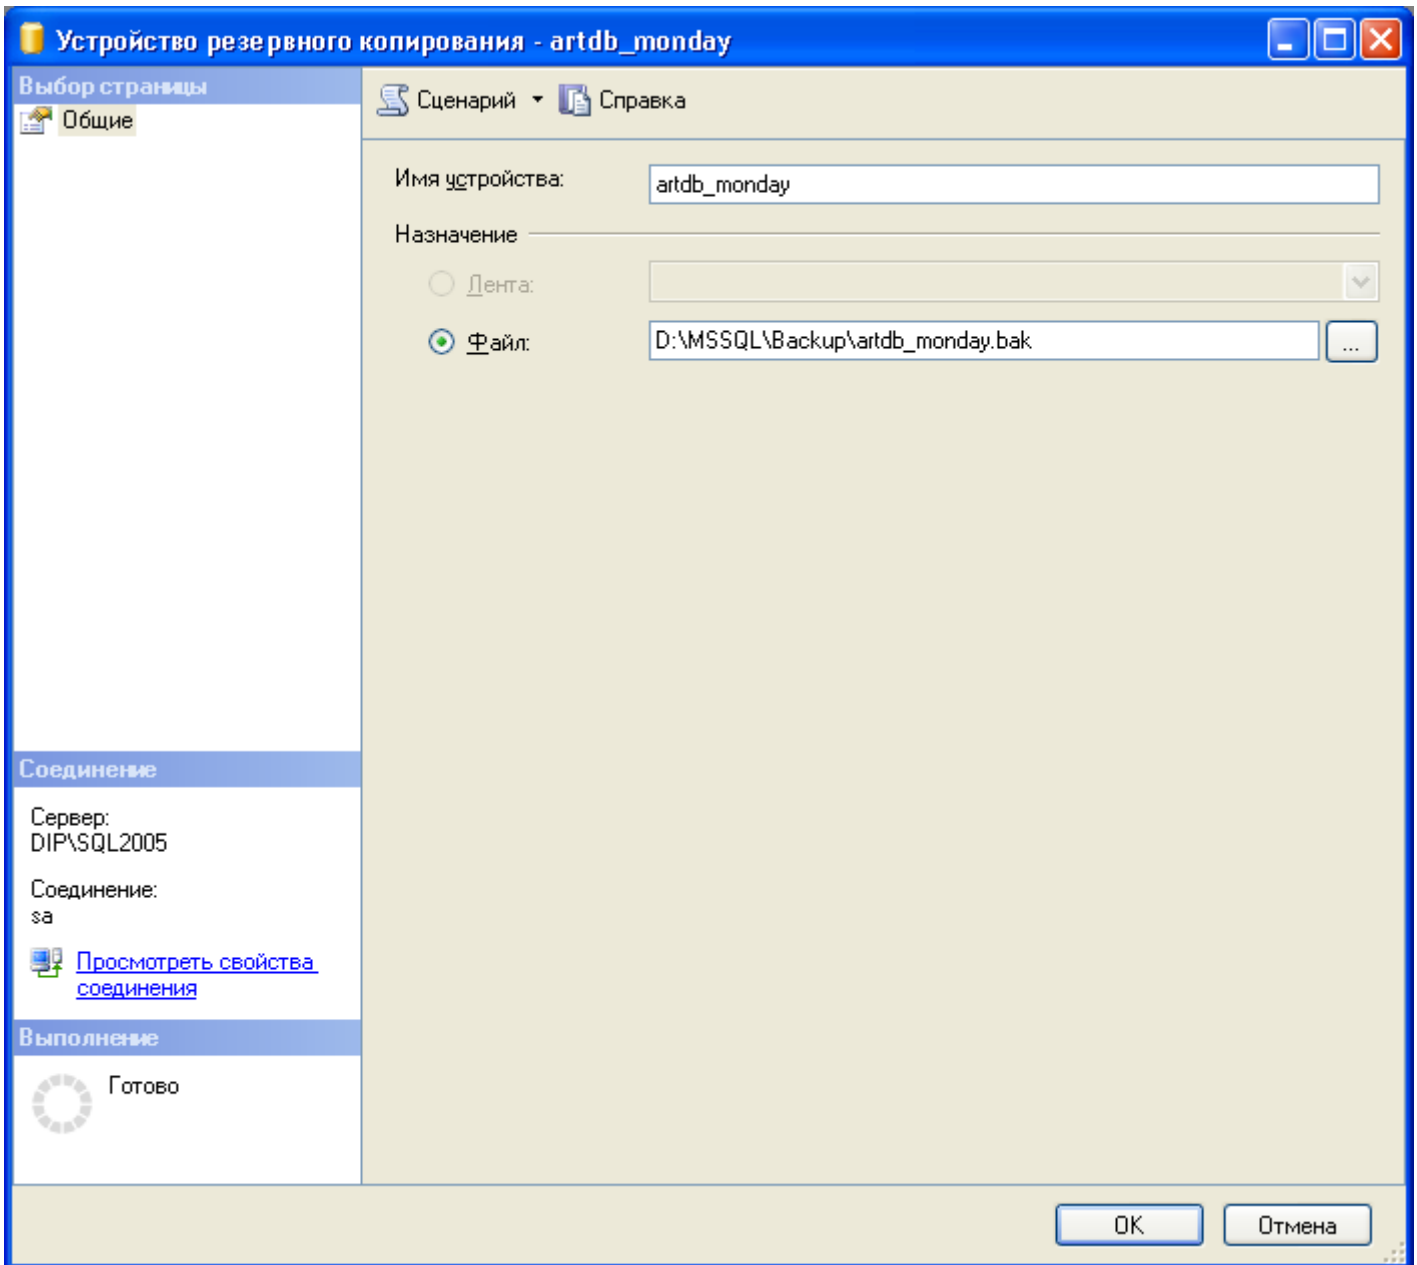 Устройство резервного копирования - artdb_monday
Выбор страницы
Общие
Сценарий
Справка
Имя устройства:
artdb_monday
Назначение
Лента:
Файл:
D:\MSSQL\Backup\artdb_monday.bak
...
Соединение
Сервер:
DIP\SQL2005
Соединение:
sa
Просмотреть свойства
соединения
Выполнение
Готово
OK
Отмена